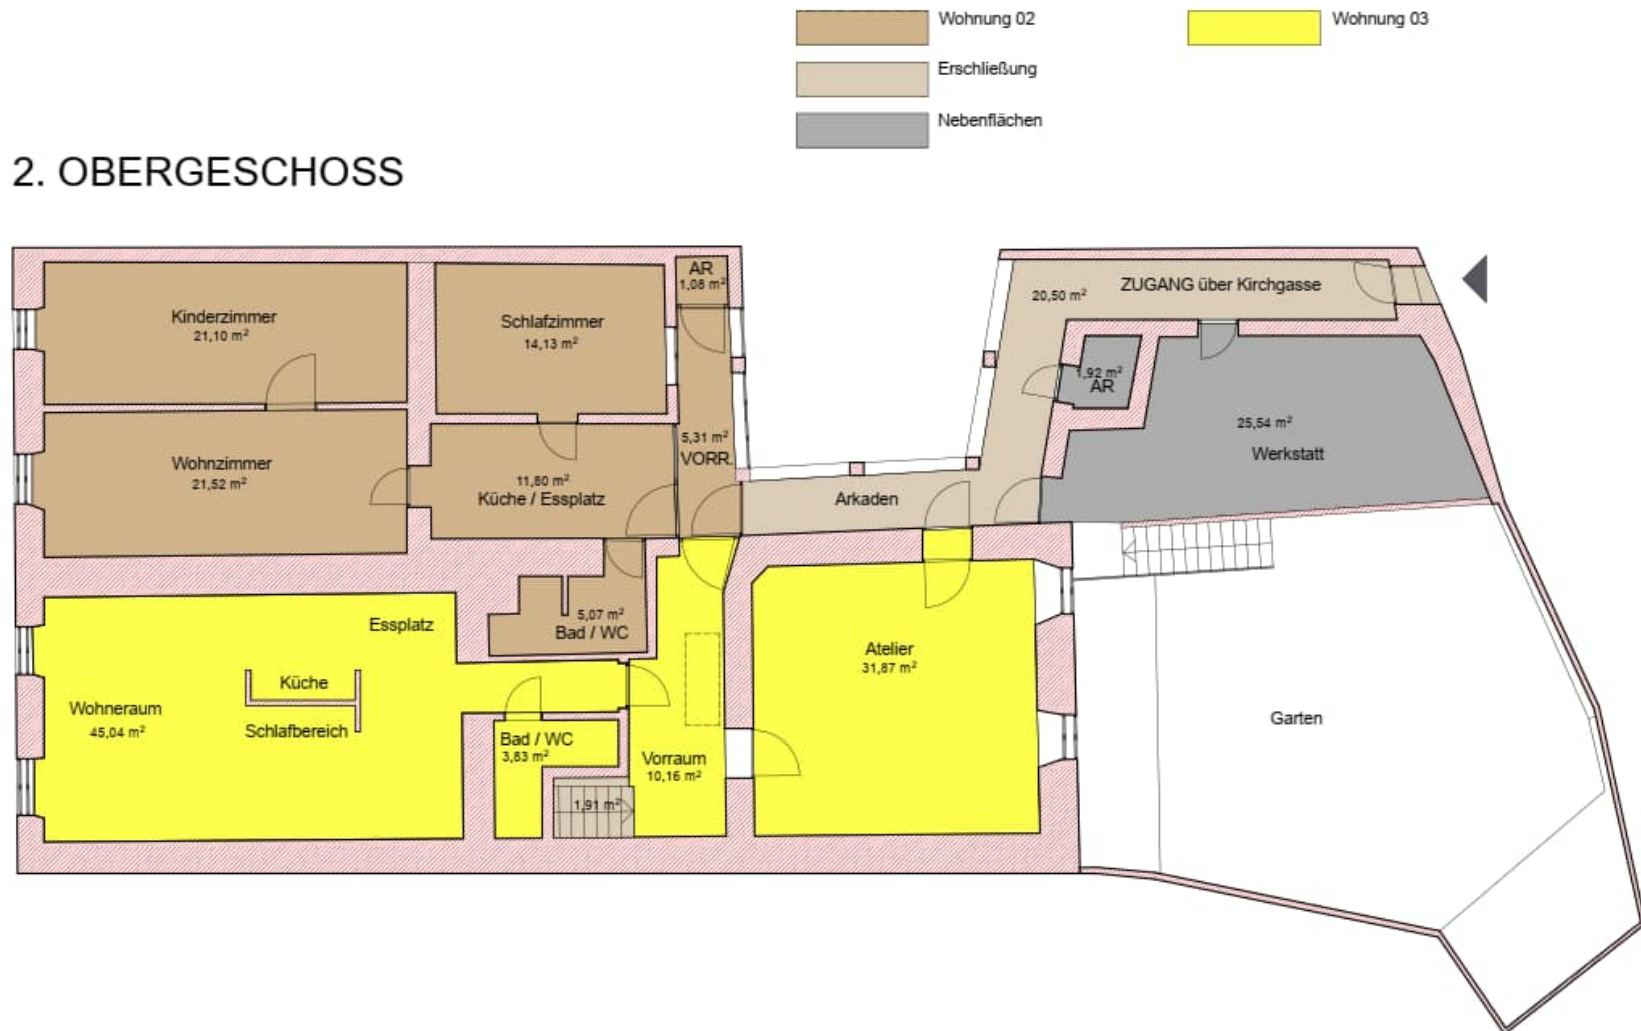 Wohnung 02
Wohnung 03
Erschließung
Nebenflächen
2. OBERGESCHOSS
Kinderzimmer
21,10 m²
Schlafzimmer
14,13 m²
AR
1,08 m²
20,50 m²
ZUGANG über Kirchgasse
1,92 m²
AR
25,54 m²
Werkstatt
Wohnzimmer
21,52 m²
11,80 m²
Küche / Essplatz
5,31 m²
VORR.
Arkaden
5,07 m²
Bad / WC
Essplatz
Küche
Wohneraum
45,04 m²
Schlafbereich
Bad / WC
3,83 m²
1,91 m²
Vorraum
10,16 m²
Atelier
31,87 m²
Garten